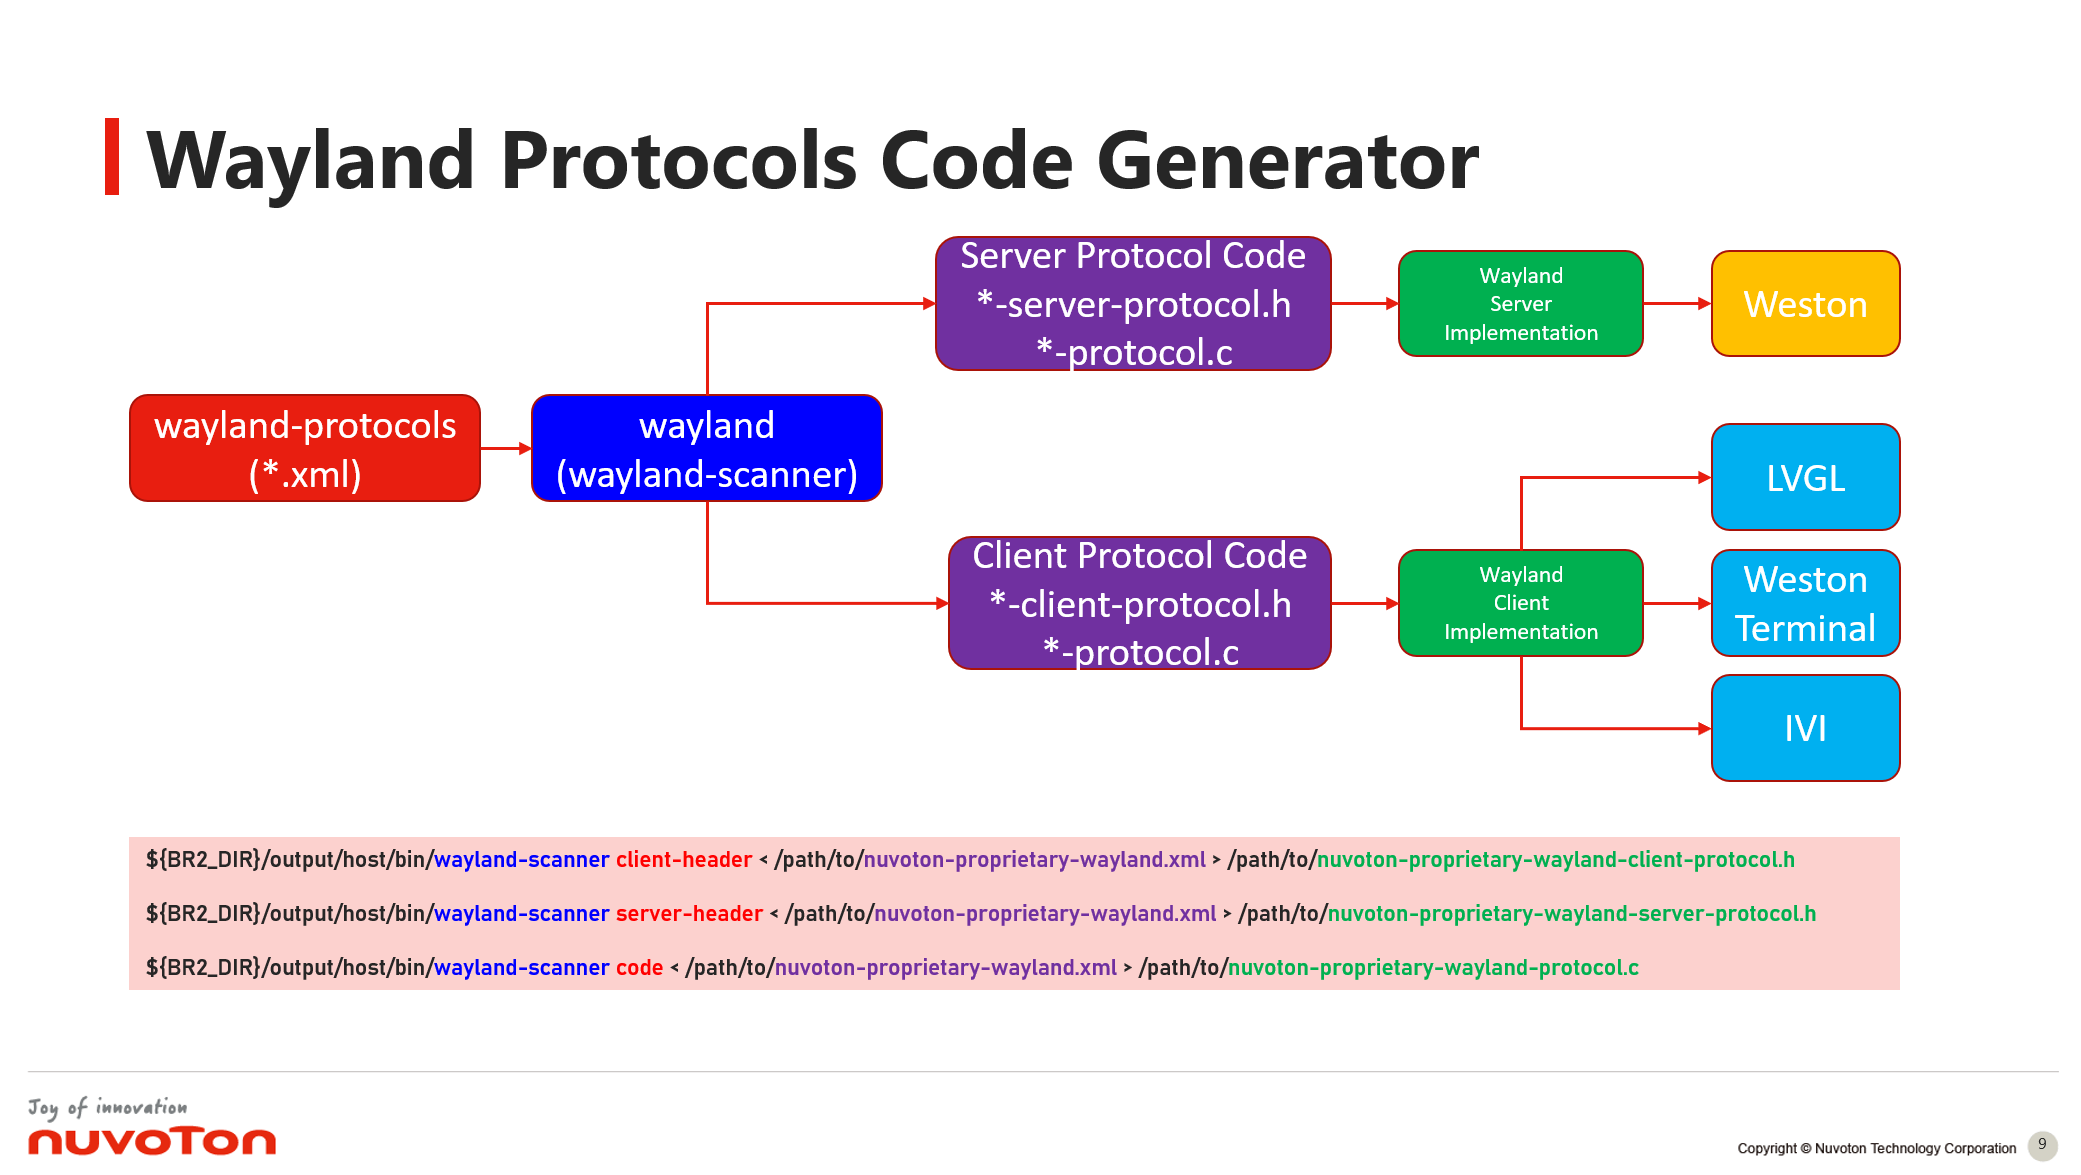 Wayland Protocols Code Generator
wayland-protocols
(*.xml)
wayland
(wayland-scanner)
Server Protocol Code
*-server-protocol.h
*-protocol.c
Wayland
Server
Implementation
Weston
Client Protocol Code
*-client-protocol.h
*-protocol.c
Wayland
Client
Implementation
LVGL
Weston
Terminal
IVI
${BR2_DIR}/output/host/bin/wayland-scanner client-header < /path/to/nuvoton-proprietary-wayland.xml > /path/to/nuvoton-proprietary-wayland-client-protocol.h
${BR2_DIR}/output/host/bin/wayland-scanner server-header < /path/to/nuvoton-proprietary-wayland.xml > /path/to/nuvoton-proprietary-wayland-server-protocol.h
${BR2_DIR}/output/host/bin/wayland-scanner code < /path/to/nuvoton-proprietary-wayland.xml > /path/to/nuvoton-proprietary-wayland-protocol.c
Joy of innovation
nuvoTon
Copyright © Nuvoton Technology Corporation
9